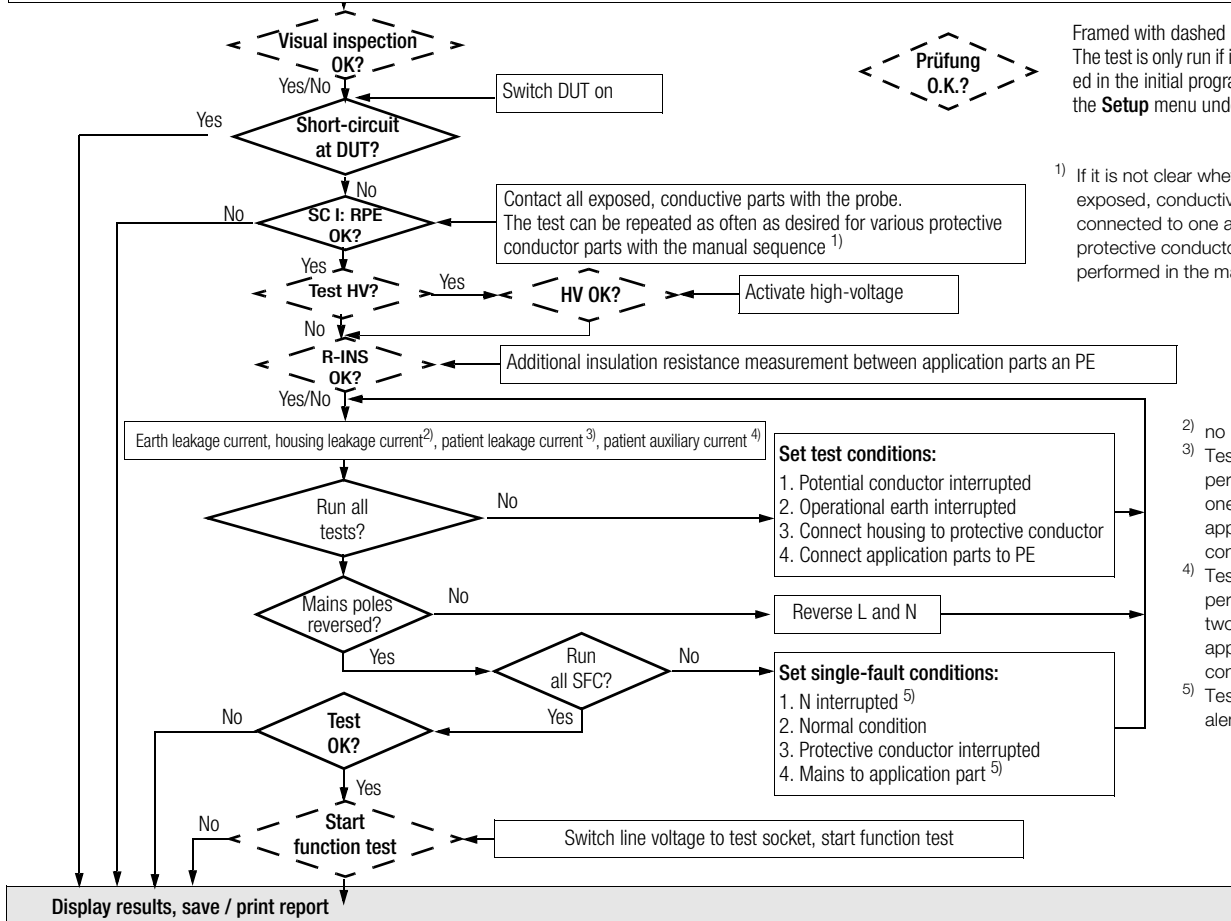 Visual inspection
OK?
Yes/No
Switch DUT on
Prüfung
O.K.?
Framed with dashed
The test is only run if
ed in the initial progra
the Setup menu und
Yes
Short-circuit
at DUT?
No
1) If it is not clear whe
exposed, conductiv
connected to one a
protective conducto
performed in the ma
No
SC I: RPE
OK?
Contact all exposed, conductive parts with the probe.
The test can be repeated as often as desired for various protective
conductor parts with the manual sequence 1)
Yes
Test HV?
Yes
HV OK?
Activate high-voltage
No
R-INS
OK?
Additional insulation resistance measurement between application parts an PE
Yes/No
Earth leakage current, housing leakage current2), patient leakage current 3), patient auxiliary current 4)
Run all
tests?
No
Set test conditions:
1. Potential conductor interrupted
2. Operational earth interrupted
3. Connect housing to protective conductor
4. Connect application parts to PE
2) no
3) Tes
per
one
app
con
4) Tes
per
two
app
con
5) Tes
aler
Mains poles
reversed?
No
Reverse L and N
Yes
Run
all SFC?
No
Yes
Set single-fault conditions:
1. N interrupted 5)
2. Normal condition
3. Protective conductor interrupted
4. Mains to application part 5)
No
Test
OK?
Yes
No
Start
function test
Switch line voltage to test socket, start function test
Display results, save / print report